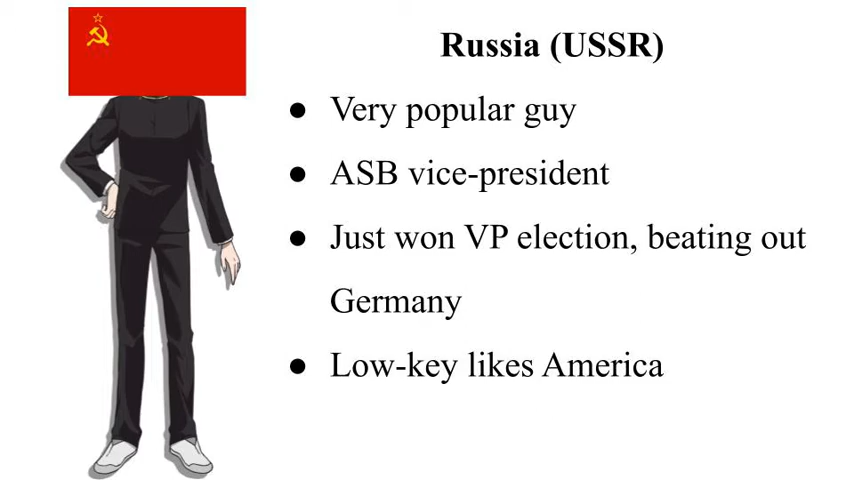 Russia (USSR)
● Very popular guy
● ASB vice-president
● Just won VP election, beating out
Germany
● Low-key likes America